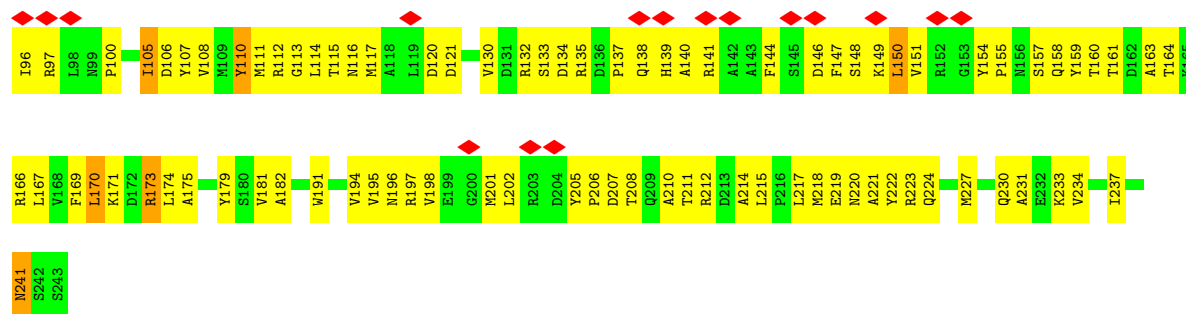 I96 R97 L98 N99 P100 I105 D106 Y107 V108 M109 Y110 M111 R112 G113 L114 T115 N116 M117 A118 L119 D120 D121 V130 D131 R132 S133 D134 R135 D136 P137 Q138 H139 A140 R141 A142 A143 F144 S145 D146 F147 S148 K149 L150 V151 R152 G153 Y154 P155 N156 S157 Q158 Y159 T160 T161 D162 A163 T164 K165
R166 L167 V168 F169 L170 K171 D172 R173 L174 A175 Y179 S180 V181 A182 W191 V194 V195 N196 R197 V198 E199 G200 M201 L202 R203 D204 Y205 P206 D207 T208 Q209 A210 T211 R212 D213 A214 L215 P216 L217 M218 E219 N220 A221 Y222 R223 Q224 M227 Q230 A231 E232 K233 V234 I237
N241 S242 S243